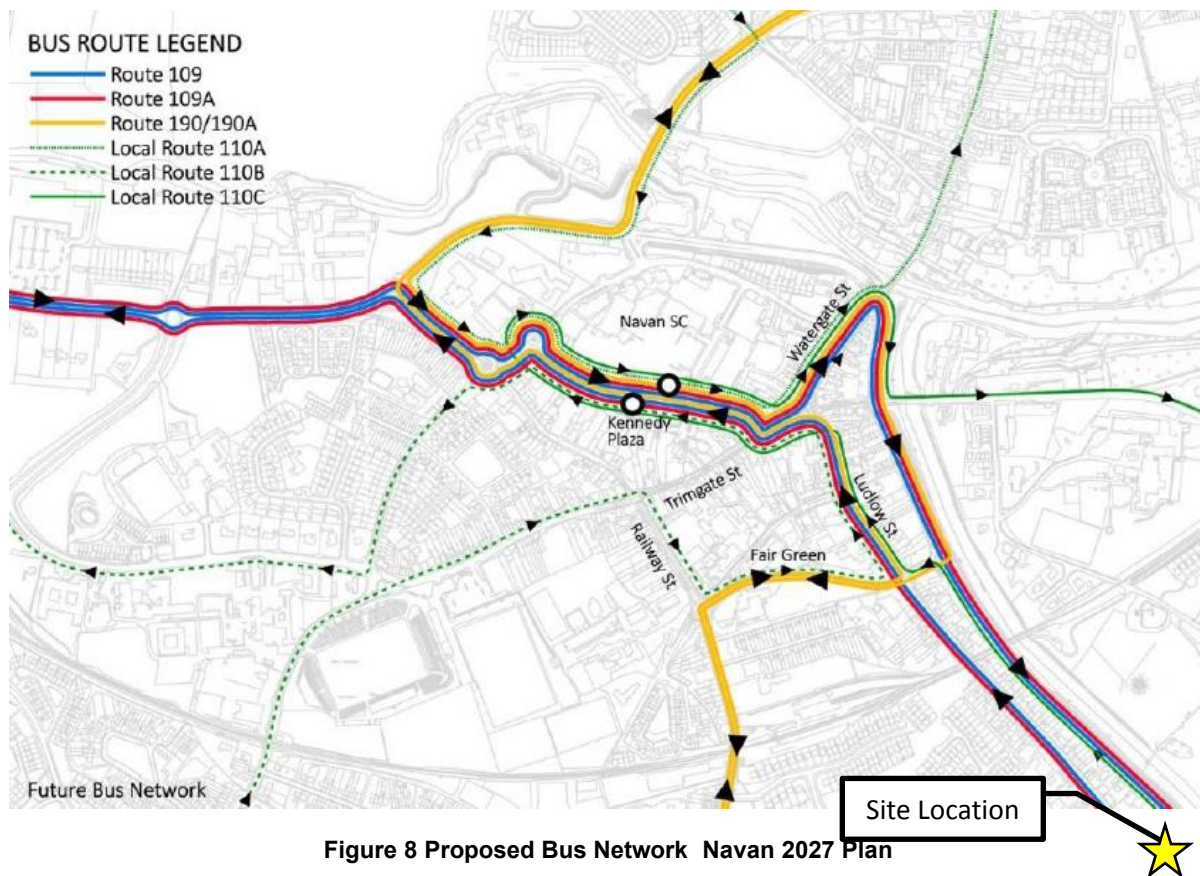 BUS ROUTE LEGEND
Route 109
Route 109A
Route 190/190A
Local Route 110A
Local Route 110B
Local Route 110C
Navan SC
Watergate St
Kennedy
Plaza
Trimgate St
Ludlow St
Railway St
Fair Green
Future Bus Network
Site Location
Figure 8 Proposed Bus Network Navan 2027 Plan